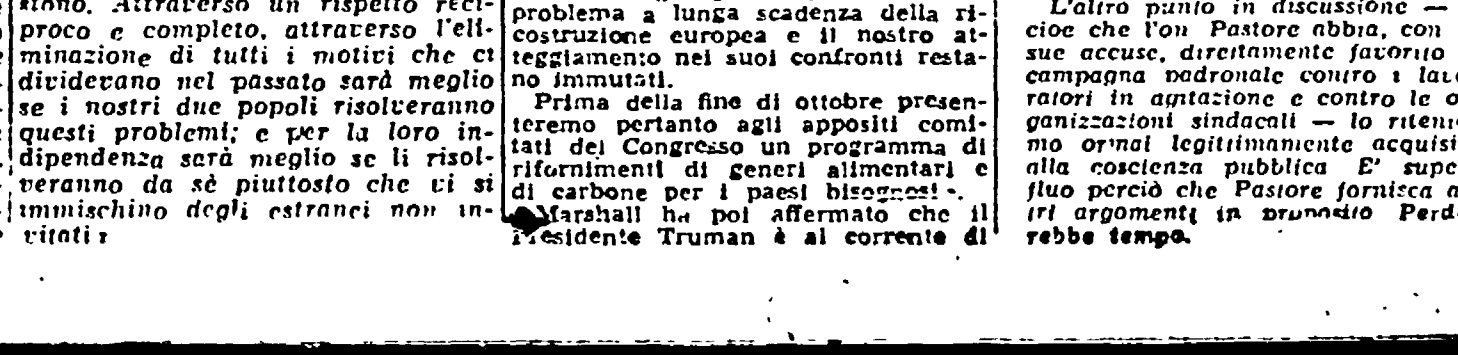 siono. Attraverso un rispetto reci-
proco e completo, attraverso l'eli-
minazione di tutti i motivi che ci
dividevano nel passato sarà meglio
se i nostri due popoli risolveranno
questi problemi; e per la loro in-
dipendenza sarà meglio se li risol-
veranno da sè piuttosto che vi si
immischino degli estranei non in-
vitati
problema a lunga scadenza della ri-
costruzione europea e il nostro at-
teggiamento nei suoi confronti resta-
no immutati.
Prima della fine di ottobre presen-
teremo pertanto agli appositi comi-
tati del Congresso un programma di
rifornimenti di generi alimentari e
di carbone per i paesi bisognosi ».
Marshall ha poi affermato che il
Presidente Truman è al corrente di
L'altro punto in discussione —
cioè che l'on Pastore abbia, con
sue accuse, direttamente favorito
campagna padronale contro i lavo
ratori in agitazione e contro le o
ganizzazioni sindacali — lo ritenia
mo ormai legittimamente acquisi
alla coscienza pubblica E' supe
fluo perciò che Pastore fornisca a
tri argomenti in proposito Perd
rebbe tempo.